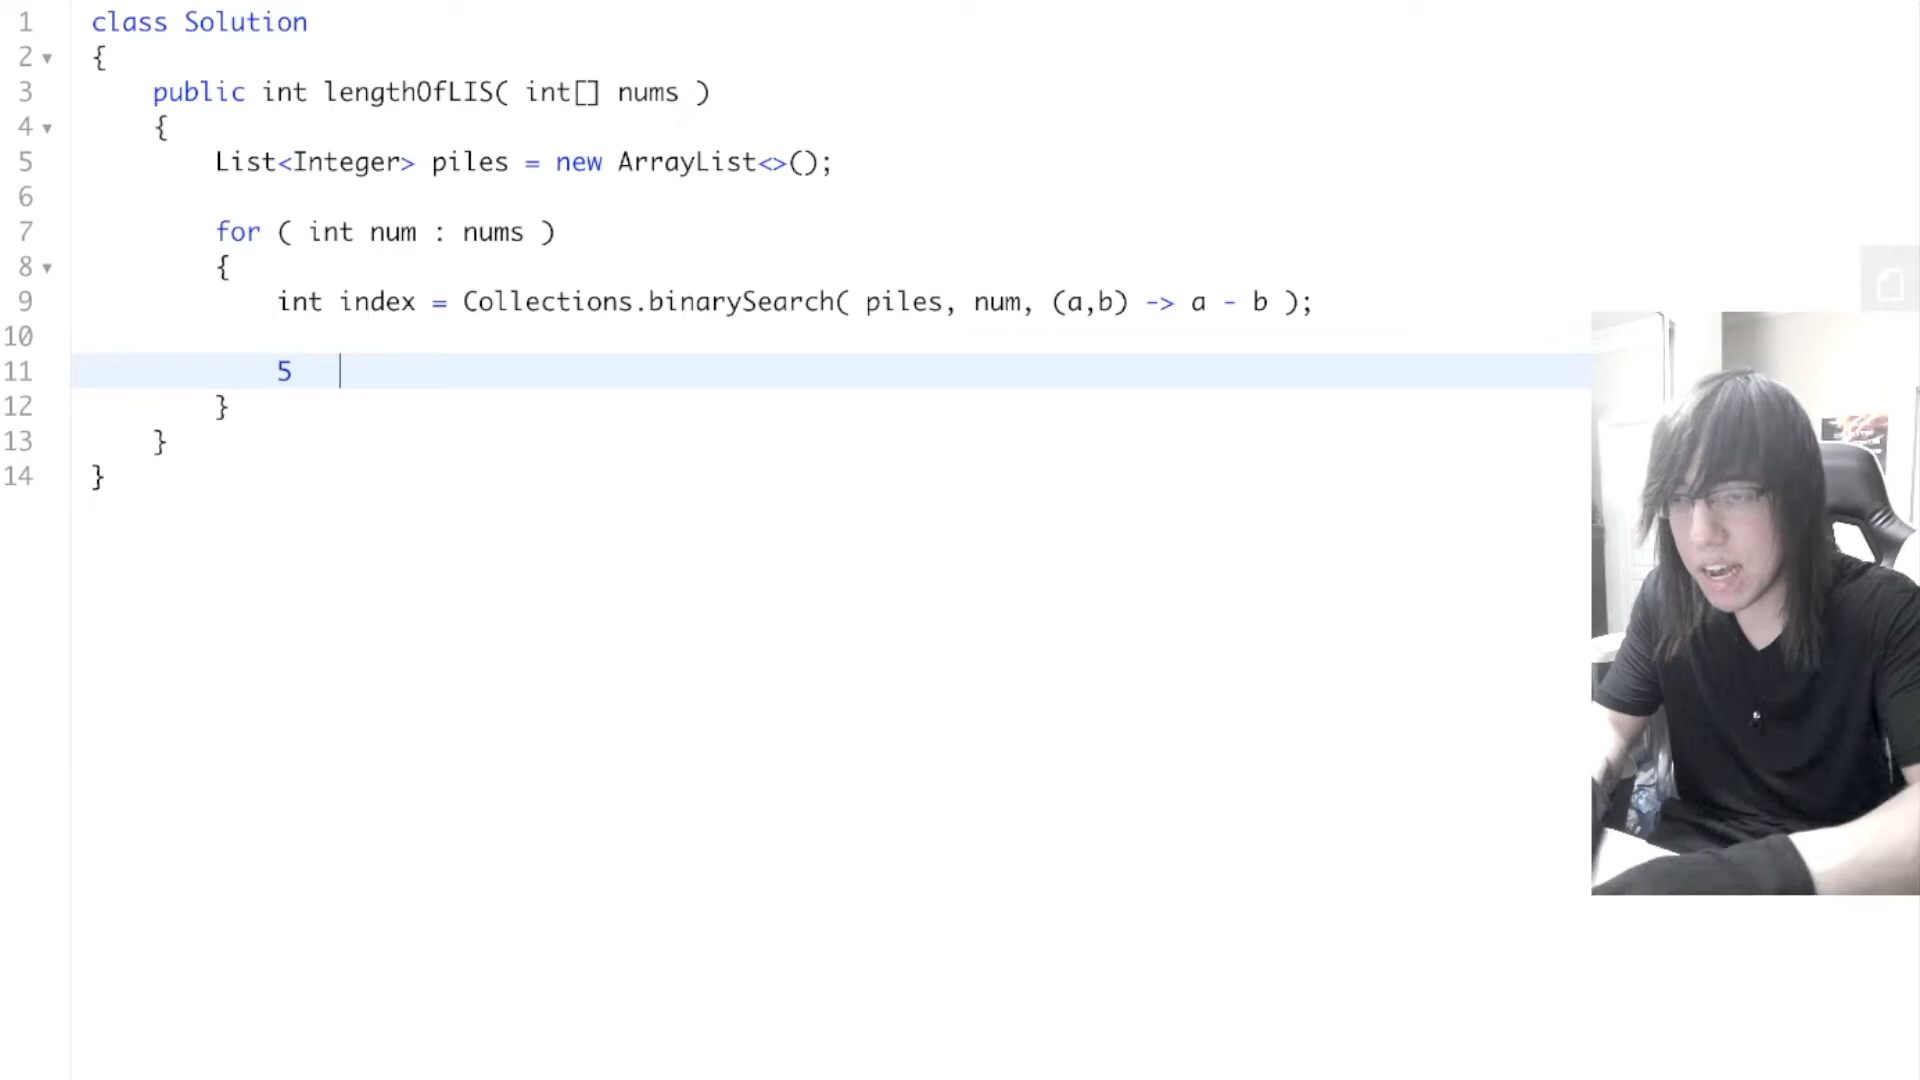 1 class Solution
2 {
3 public int lengthOfLIS( int[] nums )
4 {
5 List<Integer> piles = new ArrayList<>();
6
7 for ( int num : nums )
8 {
9 int index = Collections.binarySearch( piles, num, (a,b) -> a - b );
10
11 5
12 }
13 }
14 }